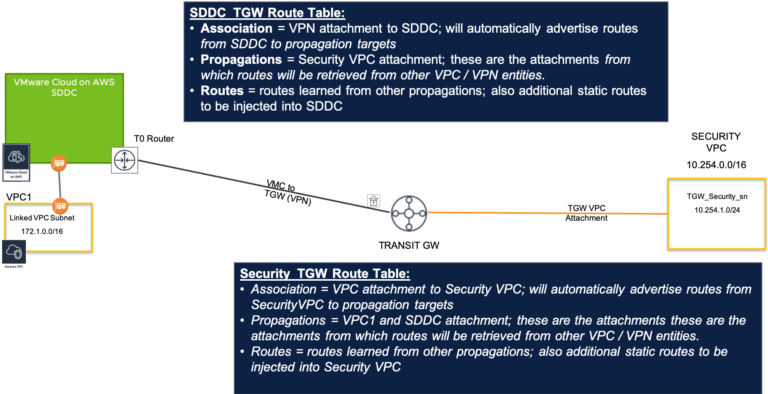 SDDC TGW Route Table:
• Association = VPN attachment to SDDC; will automatically advertise routes
from SDDC to propagation targets
• Propagations = Security VPC attachment; these are the attachments from
which routes will be retrieved from other VPC / VPN entities.
• Routes = routes learned from other propagations; also additional static routes
to be injected into SDDC
VMware Cloud on AWS
SDDC
T0 Router
VMware Cloud
on AWS
VPC1
Linked VPC Subnet
172.1.0.0/16
Amazon VPC
VMC to
TGW (VPN)
TRANSIT GW
TGW VPC
Attachment
SECURITY
VPC
10.254.0.0/16
TGW_Security_sn
10.254.1.0/24
Security TGW Route Table:
• Association = VPC attachment to Security VPC; will automatically advertise routes from
SecurityVPC to propagation targets
• Propagations = VPC1 and SDDC attachment; these are the attachments these are the
attachments from which routes will be retrieved from other VPC / VPN entities.
• Routes = routes learned from other propagations; also additional static routes to be
injected into Security VPC